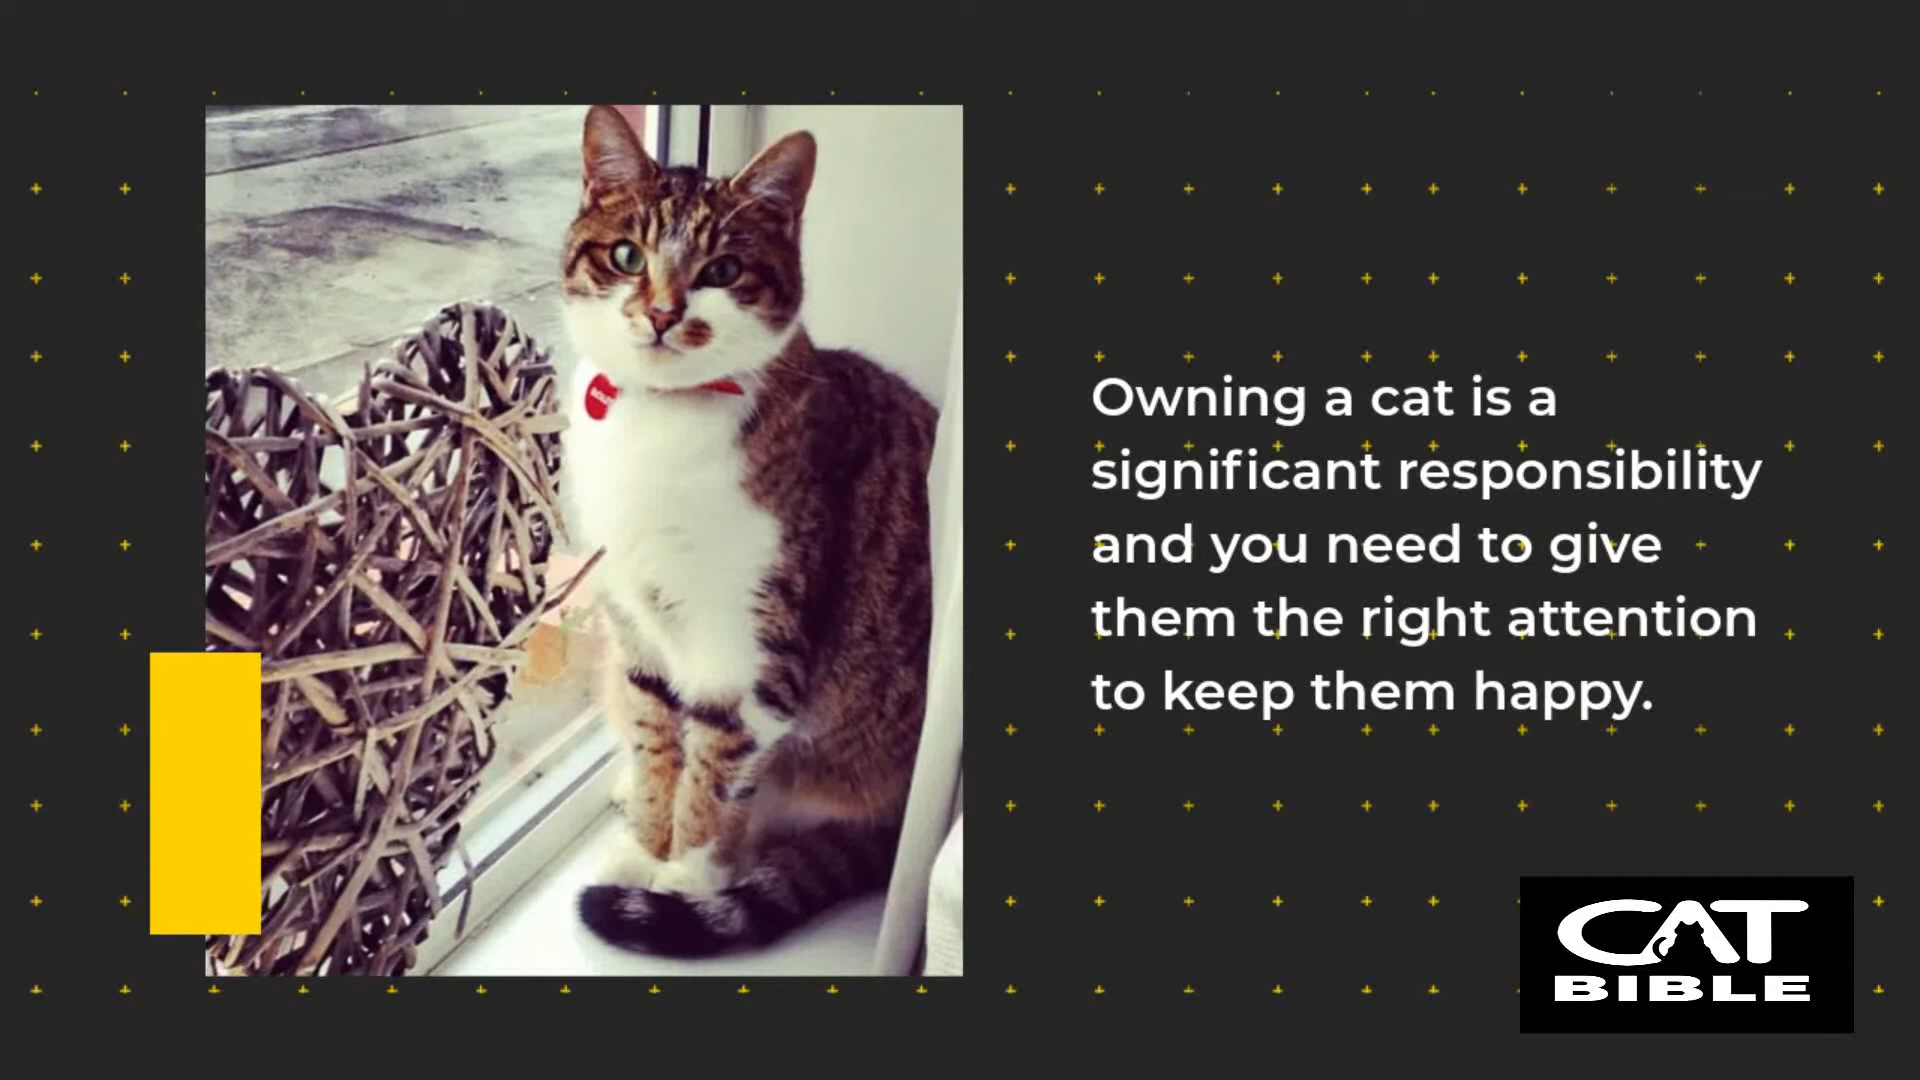 Owning a cat is a
significant responsibility
and you need to give
them the right attention
to keep them happy.
CAT
BIBLE